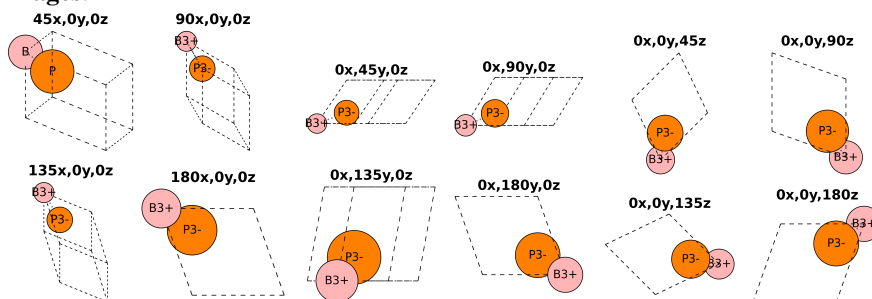 45x,0y,0z
90x,0y,0z
0x,45y,0z
0x,90y,0z
0x,0y,45z
0x,0y,90z
B
P
B3+
P3-
B3+
P3-
B3+
P3-
P3-
B3+
P3-
B3+
135x,0y,0z
180x,0y,0z
0x,135y,0z
0x,180y,0z
0x,0y,135z
0x,0y,180z
B3+
P3-
B3+
P3-
P3-
B3+
P3-
B3+
P3-
B3+
B3+
P3-